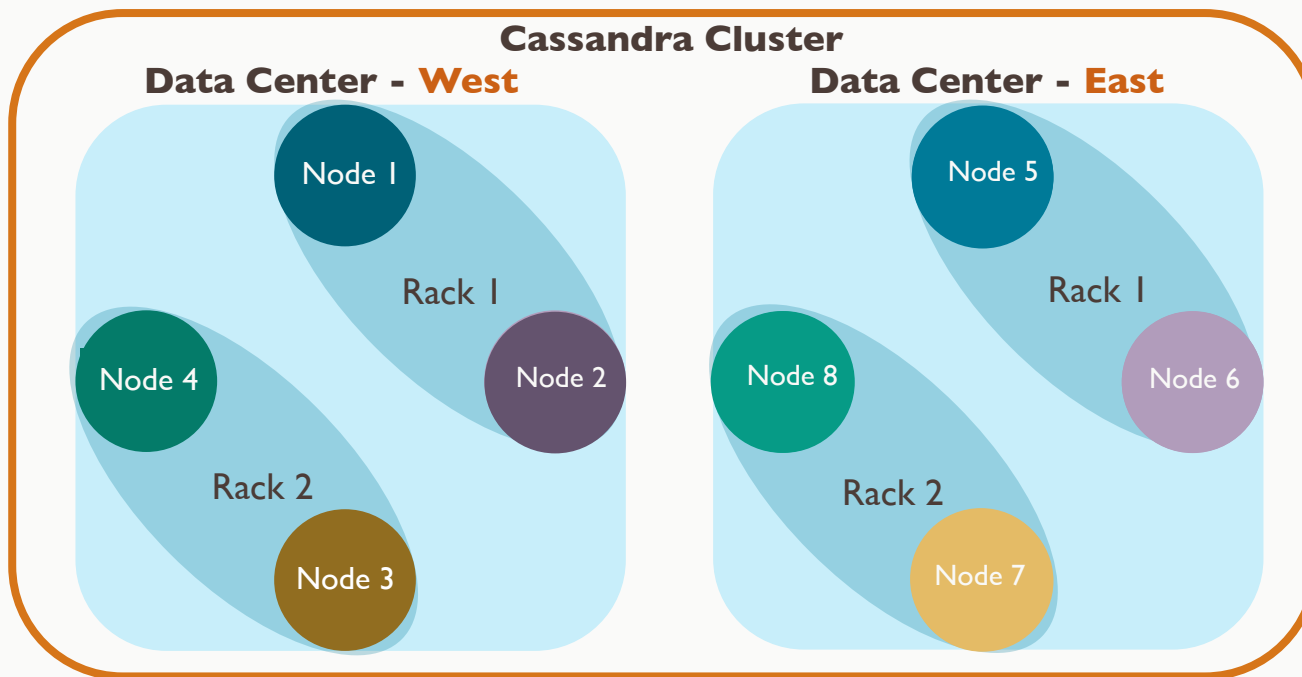 Cassandra Cluster
Data Center - West
Data Center - East
Node 1
Rack 1
Node 2
Node 4
Rack 2
Node 3
Node 5
Rack 1
Node 6
Node 8
Rack 2
Node 7